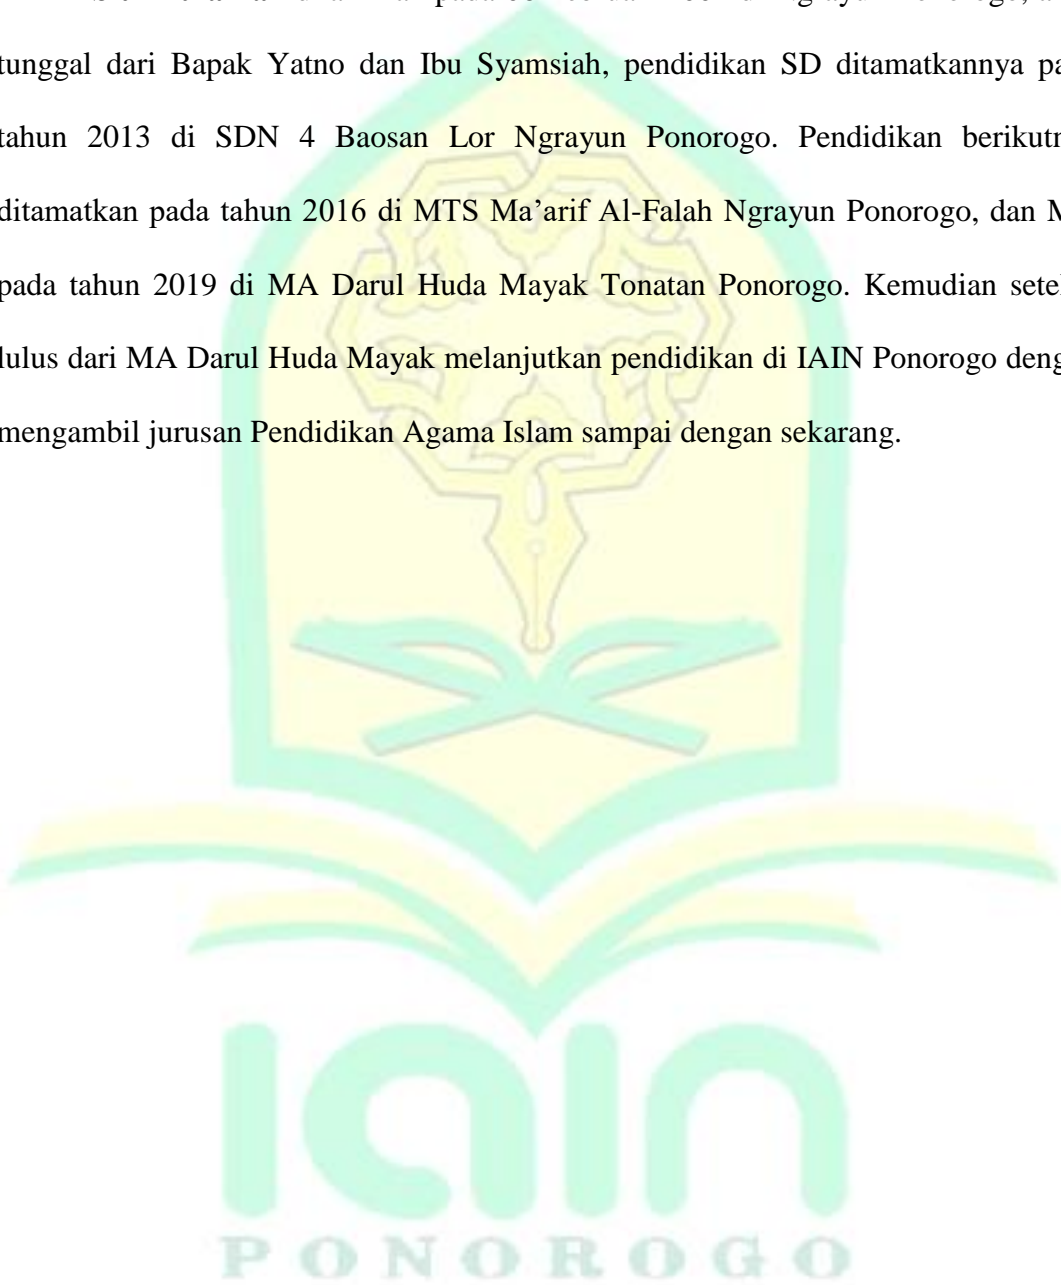 tunggal dari Bapak Yatno dan Ibu Syamsiah, pendidikan SD ditamatkannya pa
tahun 2013 di SDN 4 Baosan Lor Ngrayun Ponorogo. Pendidikan berikutn
ditamatkan pada tahun 2016 di MTS Ma’arif Al-Falah Ngrayun Ponorogo, dan M
pada tahun 2019 di MA Darul Huda Mayak Tonatan Ponorogo. Kemudian setel
lulus dari MA Darul Huda Mayak melanjutkan pendidikan di IAIN Ponorogo deng
mengambil jurusan Pendidikan Agama Islam sampai dengan sekarang.
iain
PONOROGO